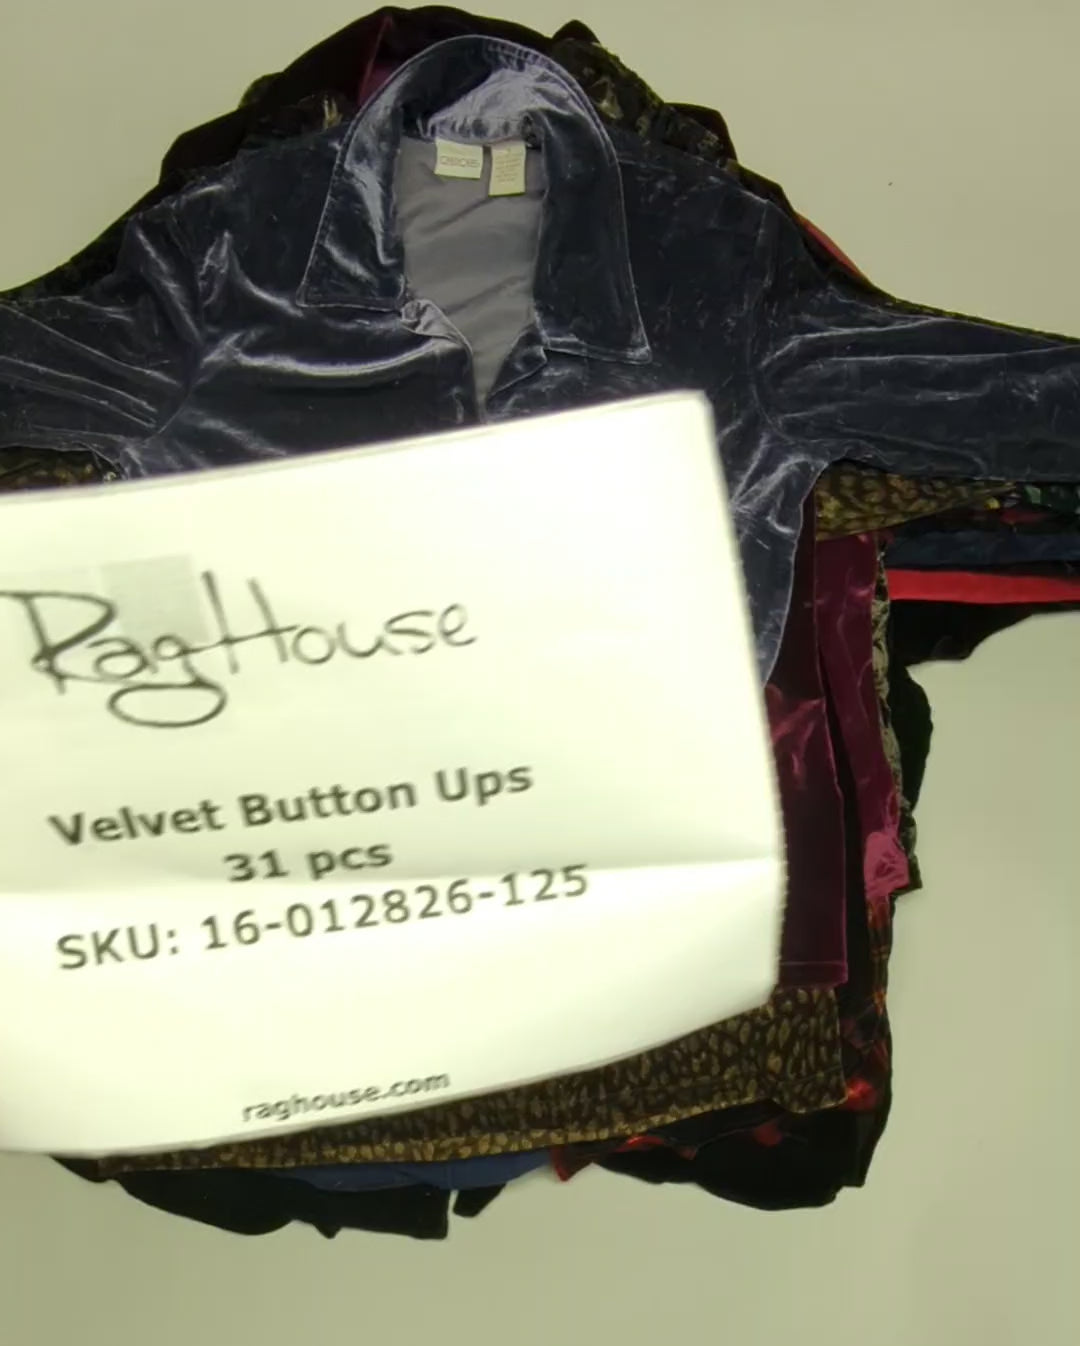 RagHouse
Velvet Button Ups
31 pcs
SKU: 16-012826-125
raghouse.com